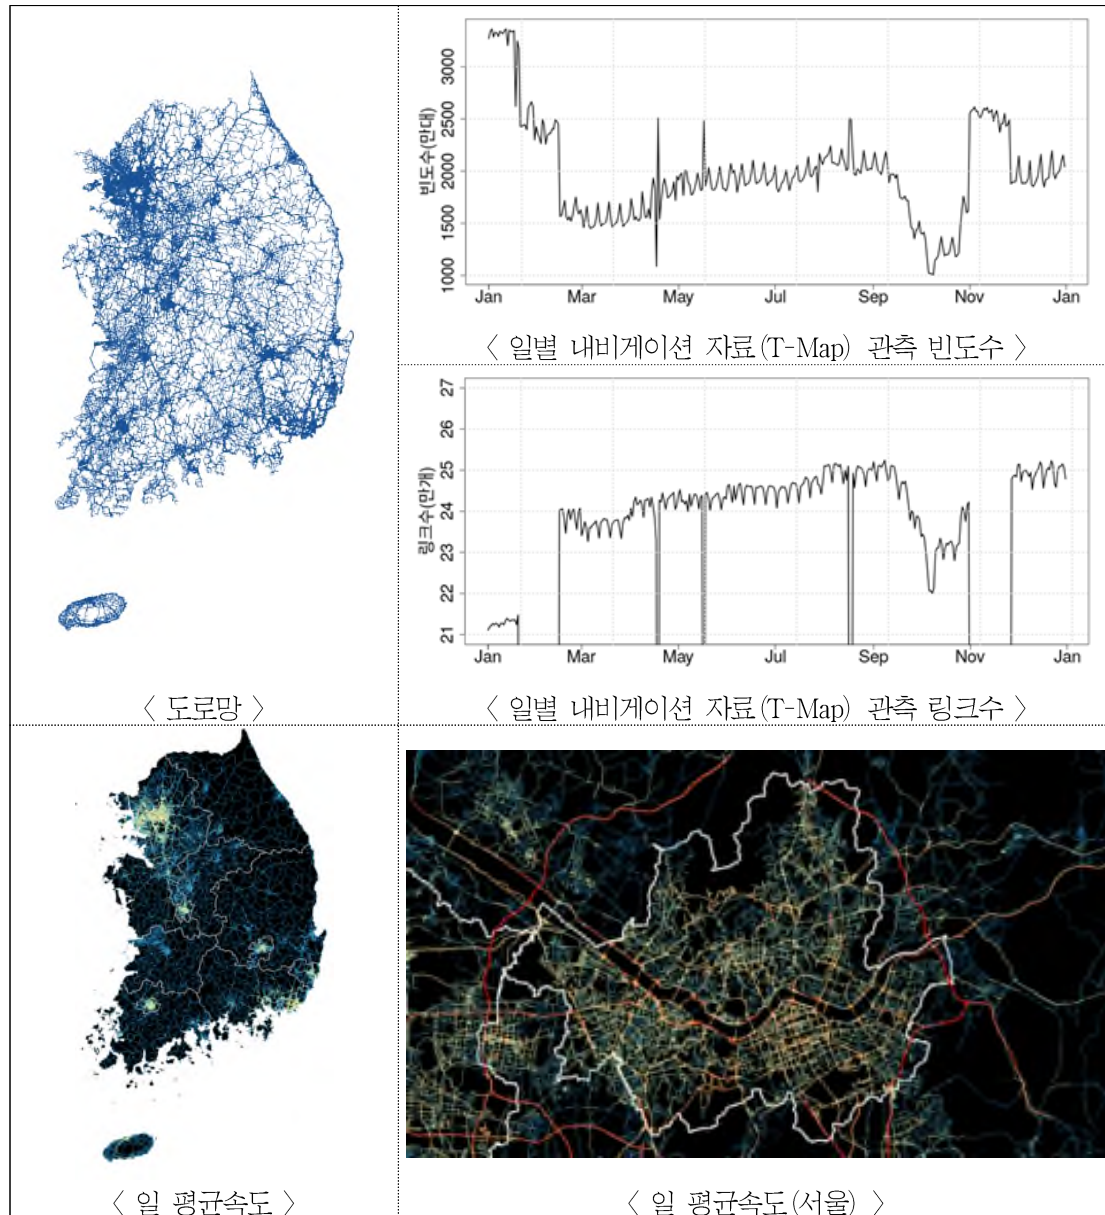 3000
2500
2000
1500
1000
빈도수(만대)
Jan Mar May Jul Sep Nov Jan
〈 일별 내비게이션 자료(T-Map) 관측 빈도수 〉
27
26
25
24
23
22
21
링크수(만개)
Jan Mar May Jul Sep Nov Jan
〈 도로망 〉
〈 일별 내비게이션 자료(T-Map) 관측 링크수 〉
〈 일 평균속도 〉
〈 일 평균속도(서울) 〉